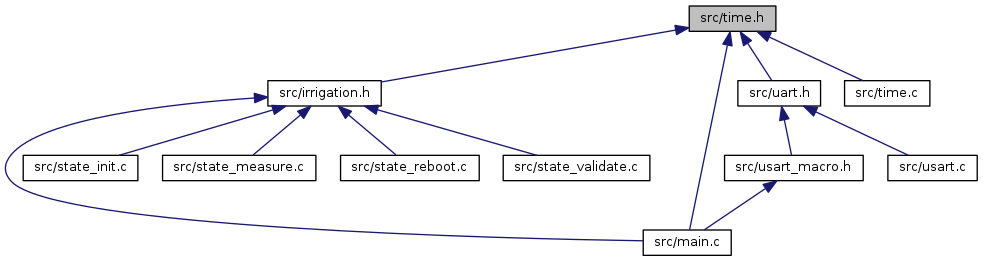 src/time.h
src/irrigation.h
src/uart.h
src/time.c
src/state_init.c
src/state_measure.c
src/state_reboot.c
src/state_validate.c
src/usart_macro.h
src/usart.c
src/main.c